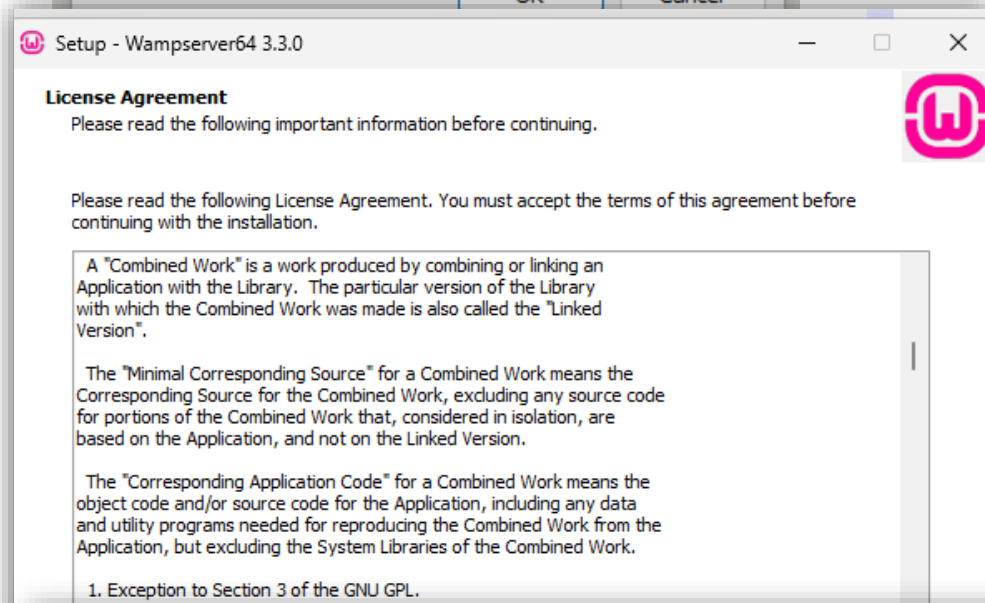 OK Cancel
Setup - Wampserver64 3.3.0
License Agreement
Please read the following important information before continuing.
Please read the following License Agreement. You must accept the terms of this agreement before
continuing with the installation.
A "Combined Work" is a work produced by combining or linking an
Application with the Library.  The particular version of the Library
with which the Combined Work was made is also called the "Linked
Version".
The "Minimal Corresponding Source" for a Combined Work means the
Corresponding Source for the Combined Work, excluding any source code
for portions of the Combined Work that, considered in isolation, are
based on the Application, and not on the Linked Version.
The "Corresponding Application Code" for a Combined Work means the
object code and/or source code for the Application, including any data
and utility programs needed for reproducing the Combined Work from the
Application, but excluding the System Libraries of the Combined Work.
1. Exception to Section 3 of the GNU GPL.